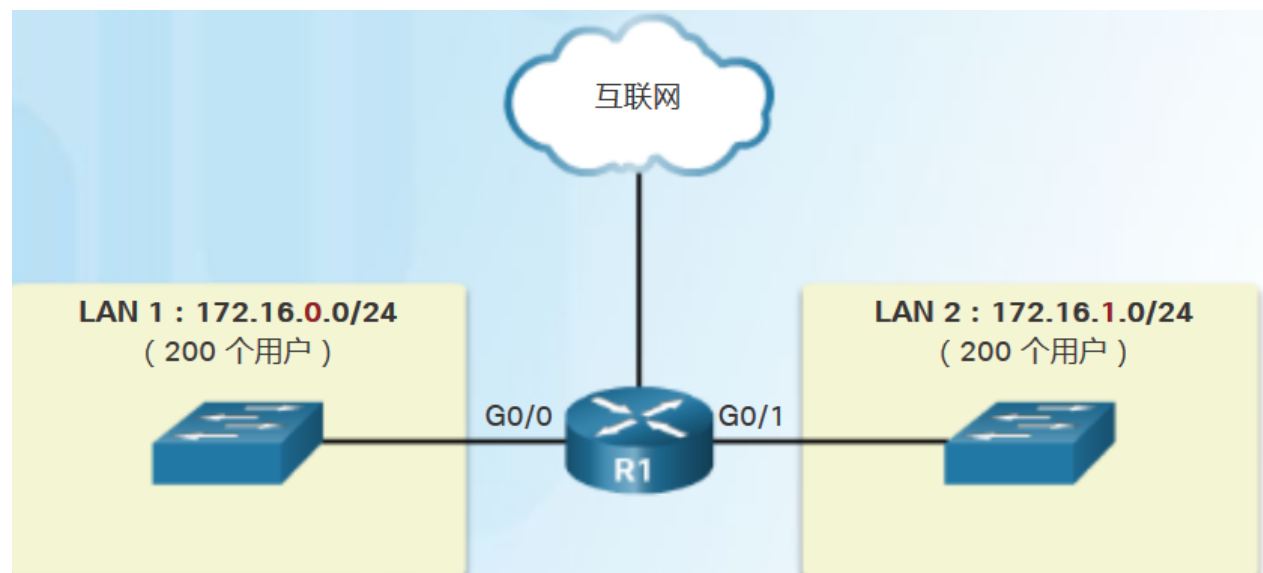 互联网
LAN 1：172.16.0.0/24
（ 200 个用户 ）
LAN 2：172.16.1.0/24
（ 200 个用户 ）
G0/0
G0/1
R1